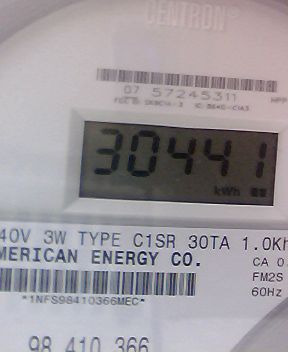 CENTRON®
07 57245311
30441
kWh
40V 3W TYPE C1SR 30TA 1.0Kh
MERICAN ENERGY CO.
CA 0.
FM2S
60Hz
*1NFS98410366MEC*
98 410 366